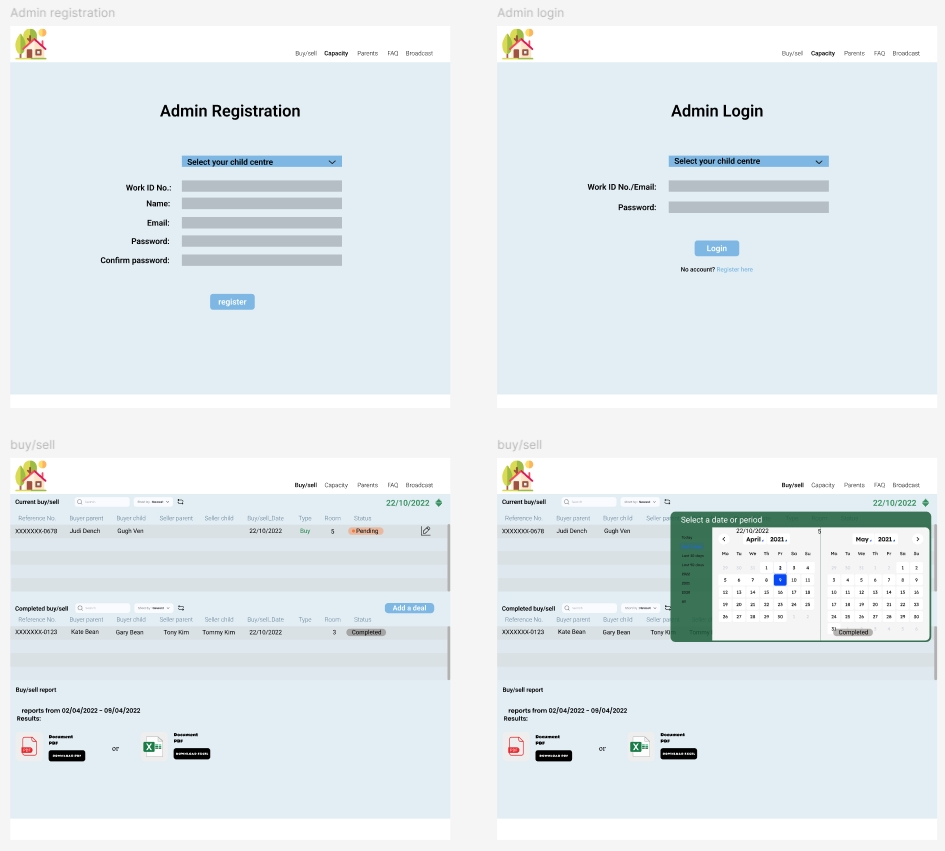 Admin registration
Buy/sell Capacity Parents FAQ Broadcast
Admin Registration
Select your child centre
Work ID No.:
Name:
Email:
Password:
Confirm password:
register
Admin login
Buy/sell Capacity Parents FAQ Broadcast
Admin Login
Select your child centre
Work ID No./Email:
Password:
Login
No account? Register here
buy/sell
Buy/sell Capacity Parents FAQ Broadcast
Current buy/sell 22/10/2022
Reference No. Buyer parent Buyer child Seller parent Seller child Buy/sell_Date Type Room Status
XXXXXXX-0678 Judi Dench Gugh Ven 22/10/2022 Buy 5 Pending
Completed buy/sell Add a deal
Reference No. Buyer parent Buyer child Seller parent Seller child Buy/sell_Date Type Room Status
XXXXXXX-0123 Kate Bean Gary Bean Tony Kim Tommy Kim 22/10/2022 3 Completed
Buy/sell report
reports from 02/04/2022 - 09/04/2022
Results:
Document
PDF
DOWNLOAD PDF
or
Document
PDF
DOWNLOAD EXCEL
buy/sell
Buy/sell Capacity Parents FAQ Broadcast
Current buy/sell 22/10/2022
Reference No. Buyer parent Buyer child
XXXXXXX-0678 Judi Dench Gugh Ven 22/10/2022 5
Select a date or period
April 2021 May 2021
Mo Tu We Th Fr Sa Su Mo Tu We Th Fr Sa Su
1 2 3 4 1 2
5 6 7 8 9 10 11 3 4 5 6 7 8 9
12 13 14 15 16 17 18 10 11 12 13 14 15 16
19 20 21 22 23 24 25 17 18 19 20 21 22 23
26 27 28 29 30 24 25 26 27 28 29 30
Completed
Completed buy/sell
Reference No. Buyer parent Buyer child
XXXXXXX-0123 Kate Bean Gary Bean
Buy/sell report
reports from 02/04/2022 - 09/04/2022
Results:
Document
PDF
DOWNLOAD PDF
or
Document
PDF
DOWNLOAD EXCEL